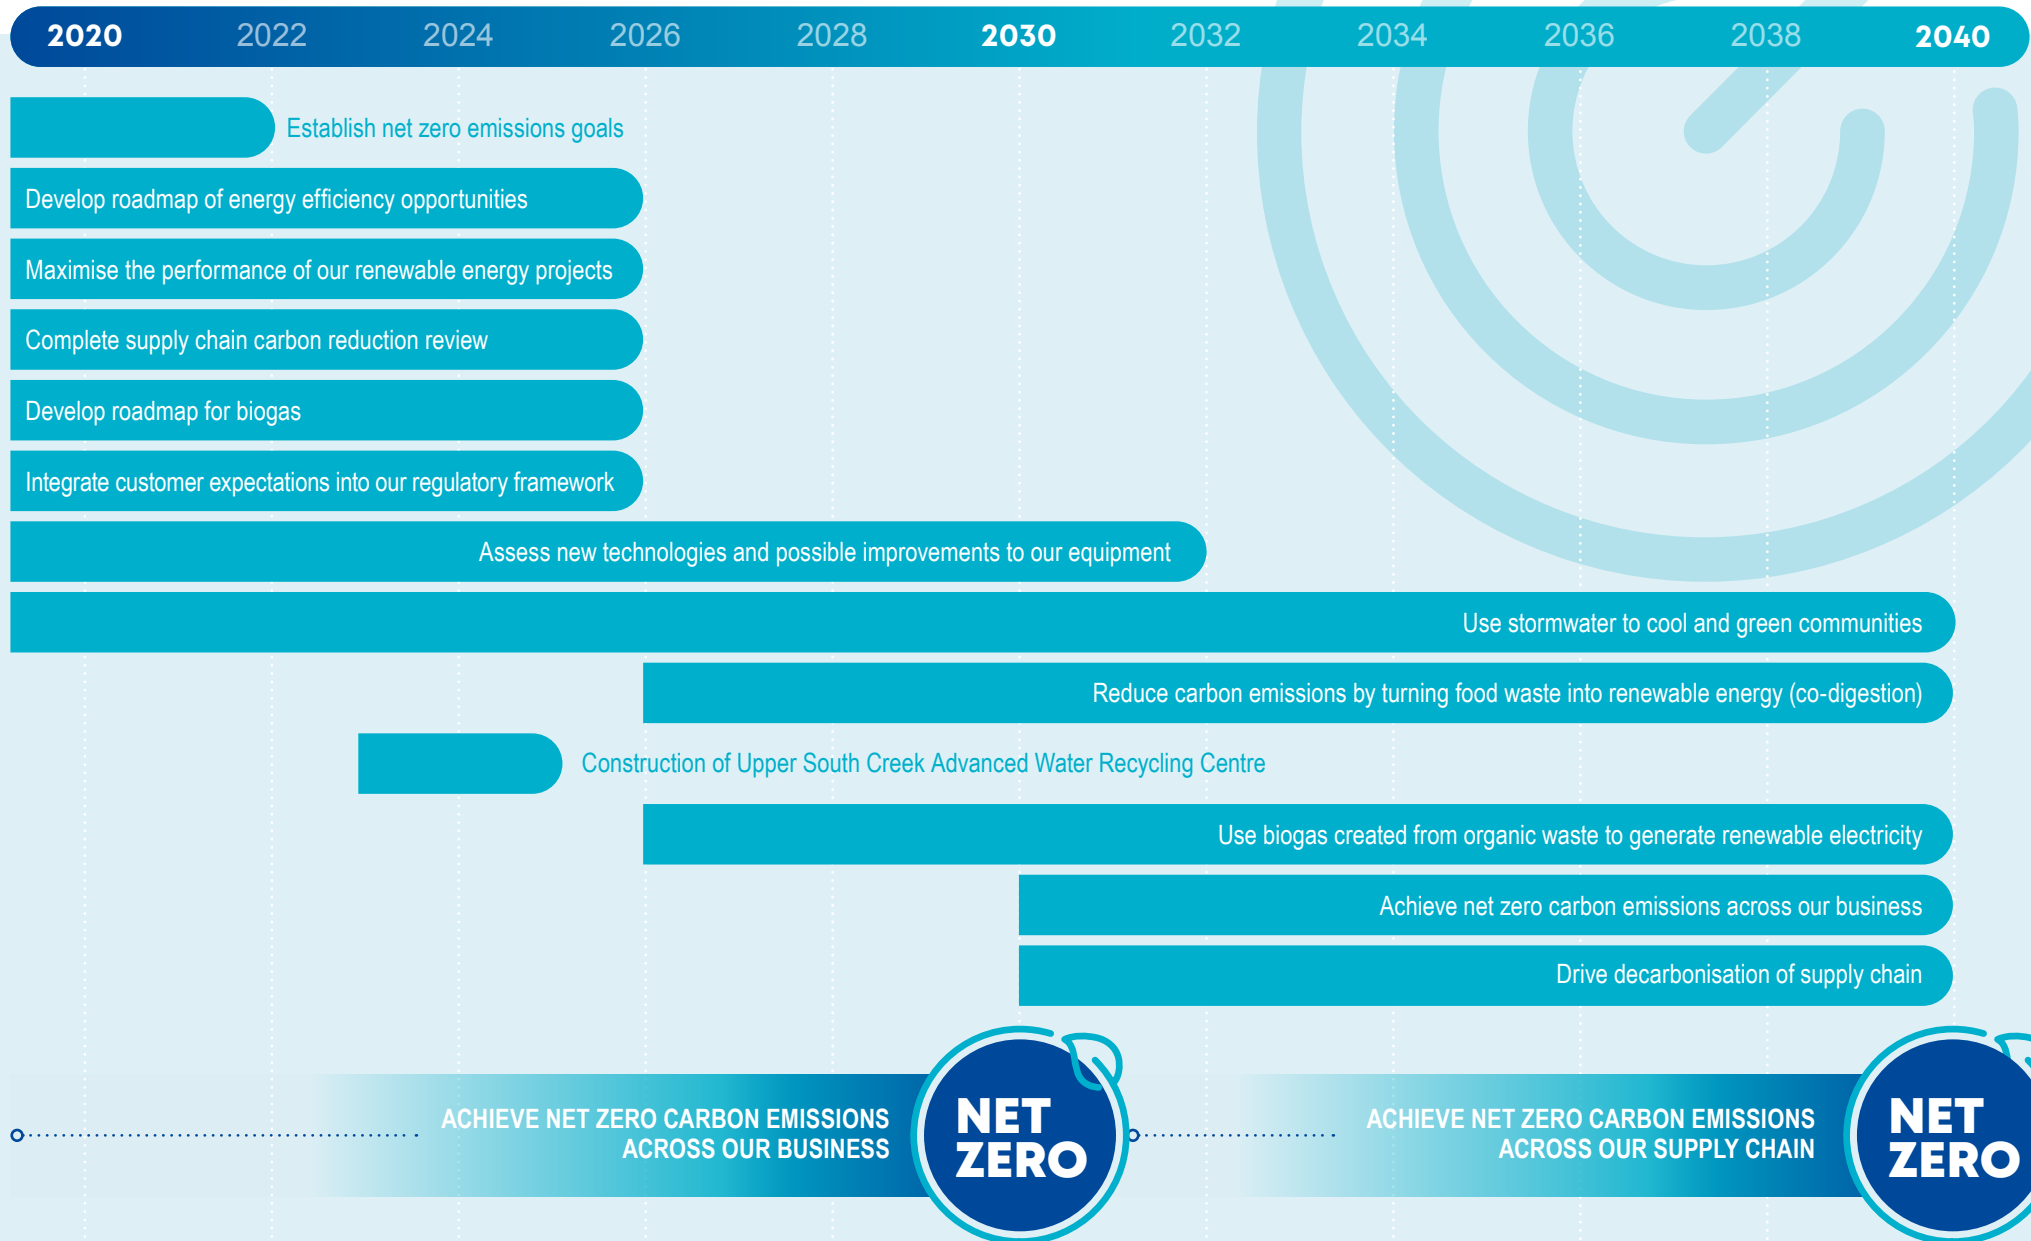 2020 2022 2024 2026 2028 2030 2032 2034 2036 2038 2040
Establish net zero emissions goals
Develop roadmap of energy efficiency opportunities
Maximise the performance of our renewable energy projects
Complete supply chain carbon reduction review
Develop roadmap for biogas
Integrate customer expectations into our regulatory framework
Assess new technologies and possible improvements to our equipment
Use stormwater to cool and green communities
Reduce carbon emissions by turning food waste into renewable energy (co-digestion)
Construction of Upper South Creek Advanced Water Recycling Centre
Use biogas created from organic waste to generate renewable electricity
Achieve net zero carbon emissions across our business
Drive decarbonisation of supply chain
ACHIEVE NET ZERO CARBON EMISSIONS
ACROSS OUR BUSINESS
NET
ZERO
ACHIEVE NET ZERO CARBON EMISSIONS
ACROSS OUR SUPPLY CHAIN
NET
ZERO